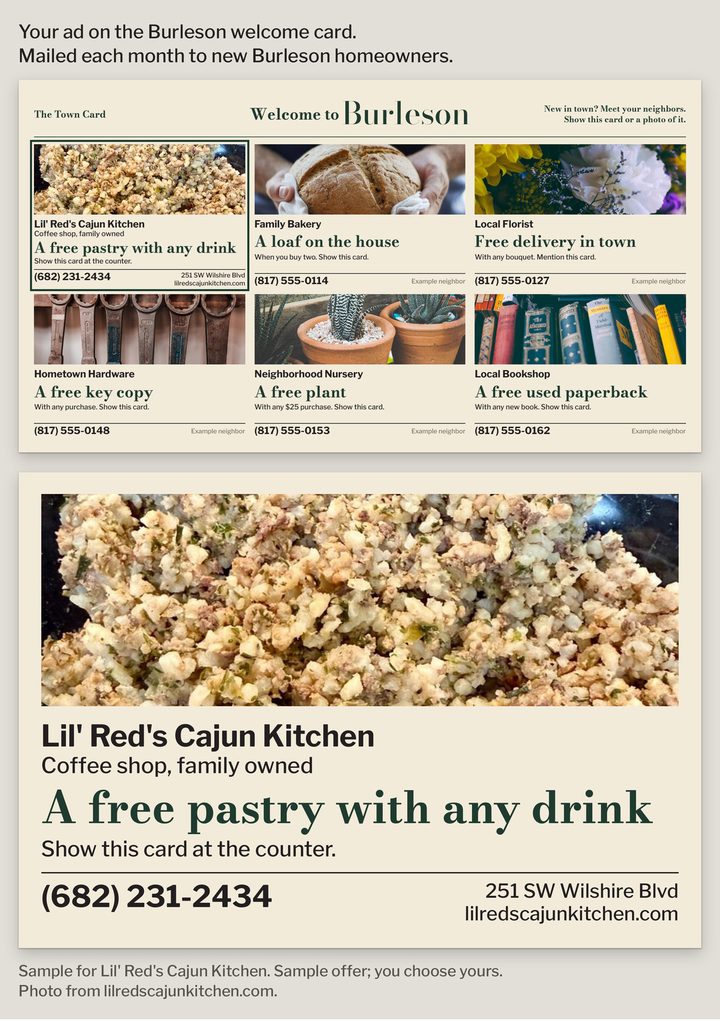 Your ad on the Burleson welcome card.
Mailed each month to new Burleson homeowners.
The Town Card
Welcome to Burleson
New in town? Meet your neighbors.
Show this card or a photo of it.
Lil' Red's Cajun Kitchen
Coffee shop, family owned
A free pastry with any drink
Show this card at the counter.
(682) 231-2434
251 SW Wilshire Blvd
lilredscajunkitchen.com
Family Bakery
A loaf on the house
When you buy two. Show this card.
(817) 555-0114
Example neighbor
Local Florist
Free delivery in town
With any bouquet. Mention this card.
(817) 555-0127
Example neighbor
Hometown Hardware
A free key copy
With any purchase. Show this card.
(817) 555-0148
Example neighbor
Neighborhood Nursery
A free plant
With any $25 purchase. Show this card.
(817) 555-0153
Example neighbor
Local Bookshop
A free used paperback
With any new book. Show this card.
(817) 555-0162
Example neighbor
Lil' Red's Cajun Kitchen
Coffee shop, family owned
A free pastry with any drink
Show this card at the counter.
(682) 231-2434
251 SW Wilshire Blvd
lilredscajunkitchen.com
Sample for Lil' Red's Cajun Kitchen. Sample offer; you choose yours.
Photo from lilredscajunkitchen.com.